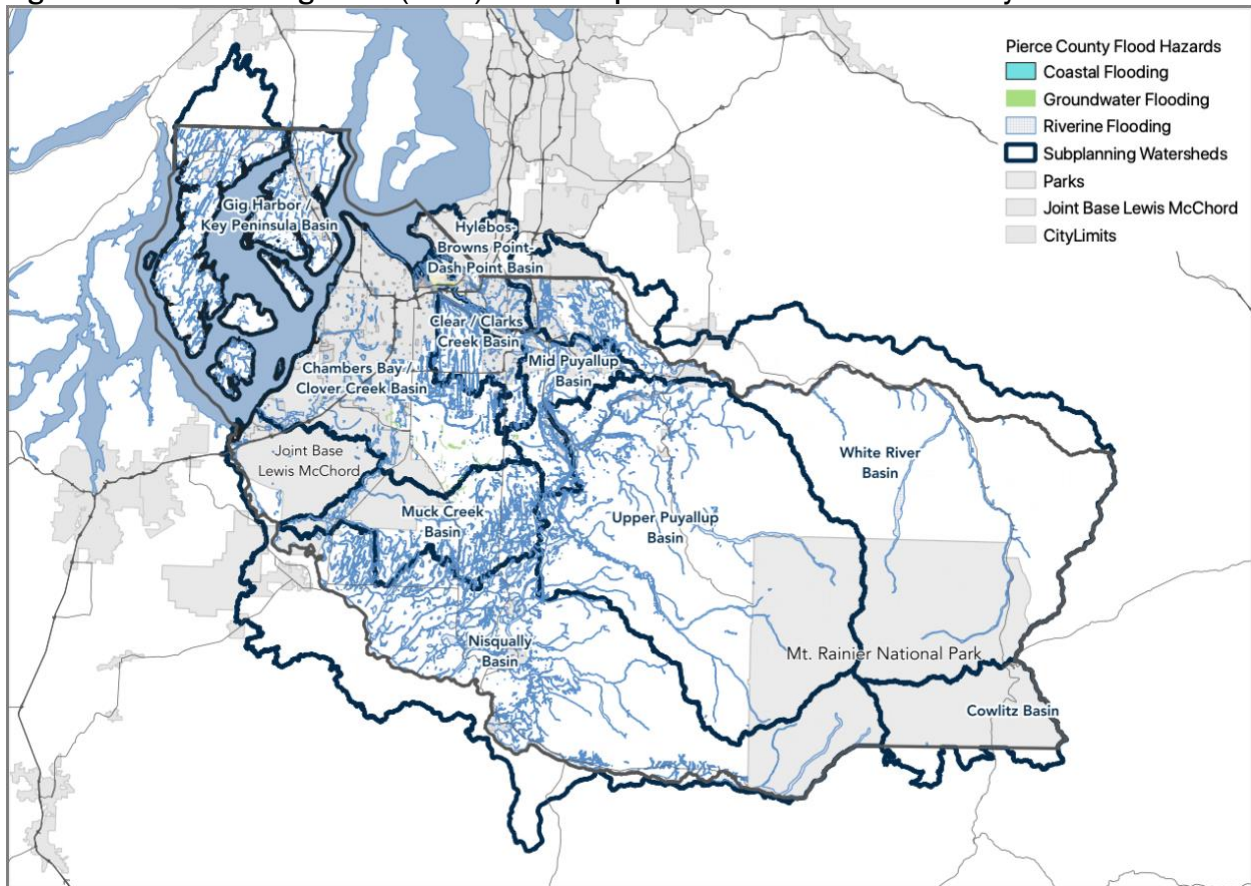 Pierce County Flood Hazards
Coastal Flooding
Groundwater Flooding
Riverine Flooding
Subplanning Watersheds
Parks
Joint Base Lewis McChord
CityLimits
Gig Harbor /
Key Peninsula Basin
Hylebos-
Browns Point-
Dash Point Basin
Clear / Clarks
Creek Basin
Mid Puyallup
Basin
Chambers Bay /
Clover Creek Basin
Joint Base
Lewis McChord
White River
Basin
Muck Creek
Basin
Upper Puyallup
Basin
Nisqually
Basin
Mt. Rainier National Park
Cowlitz Basin